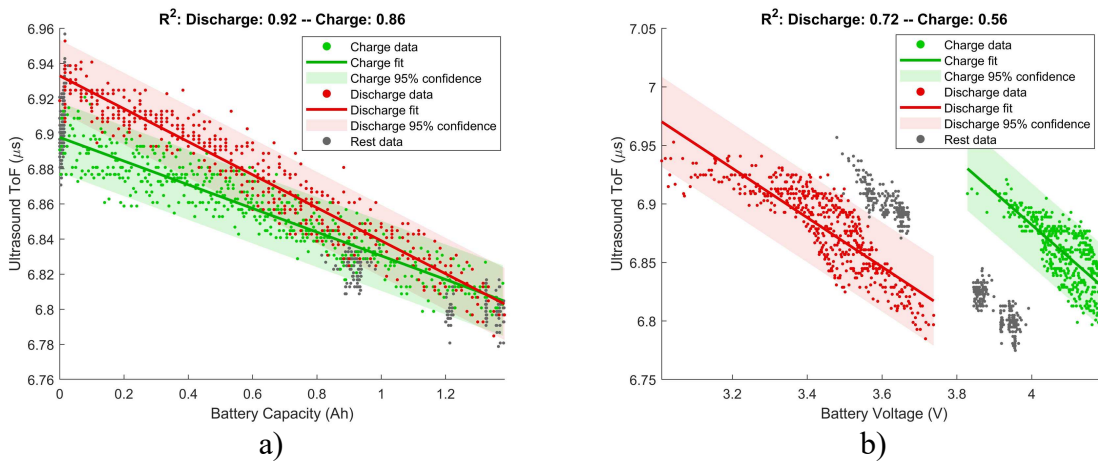 R²: Discharge: 0.92 -- Charge: 0.86
6.96
6.94
6.92
6.9
6.88
6.86
6.84
6.82
6.8
6.78
6.76
Ultrasound ToF (μs)
Charge data
Charge fit
Charge 95% confidence
Discharge data
Discharge fit
Discharge 95% confidence
Rest data
0 0.2 0.4 0.6 0.8 1 1.2
Battery Capacity (Ah)
a)
R²: Discharge: 0.72 -- Charge: 0.56
7.05
7
6.95
6.9
6.85
6.8
6.75
Ultrasound ToF (μs)
Charge data
Charge fit
Charge 95% confidence
Discharge data
Discharge fit
Discharge 95% confidence
Rest data
3.2 3.4 3.6 3.8 4
Battery Voltage (V)
b)